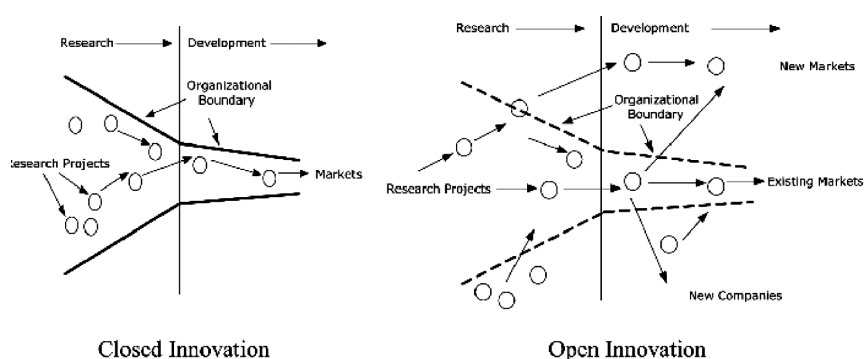 Research
Development
Organizational
Boundary
Research Projects
Markets
Closed Innovation
Research
Development
New Markets
Organizational
Boundary
Research Projects
Existing Markets
New Companies
Open Innovation